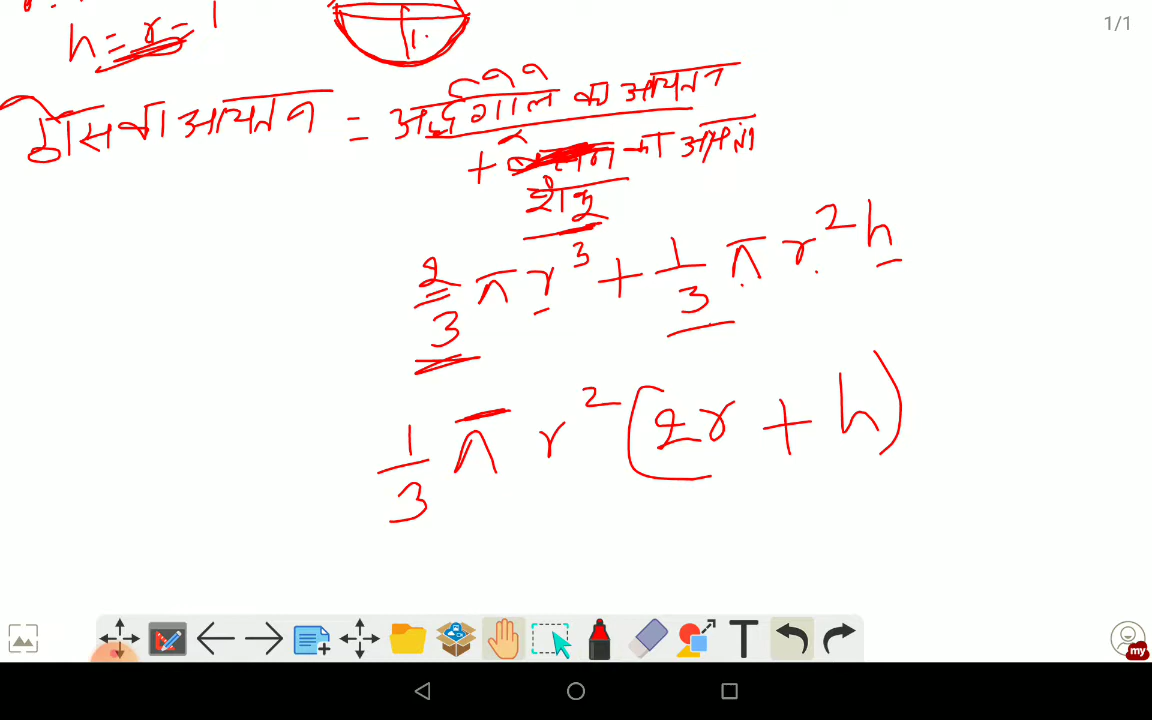 1/1
h = r = 1
1.
ठोस का आयतन = अर्द्धगोले का आयतन
+ शंकु का आयतन
2/3 πr³ + 1/3 πr²h
1/3 πr² (2r + h)
T
my